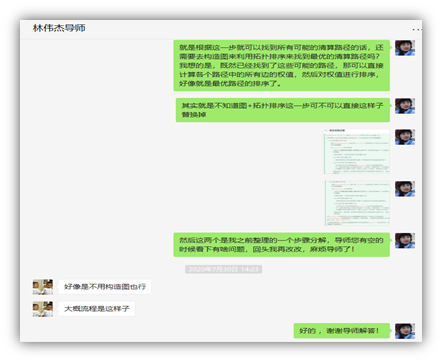 林伟杰导师
就是根据这一步就可以找到所有可能的清算路径的话，还
需要去构造图来利用拓扑排序来找到最优的清算路径吗？
我想的是，既然已经找到了这些可能的路径，那可以直接
计算各个路径中的所有边的权值，然后对权值进行排序，
好像就是最优路径的排序了。
其实就是不知道图+拓扑排序这一步可不可以直接这样子
替换掉
然后这两个是我之前整理的一个步骤分解，导师您有空的
时候看下有啥问题，回头我再改改，麻烦导师了！
2020年7月30日 14:23
好像是不用构造图也行
大概流程是这样子
好的，谢谢导师解答！